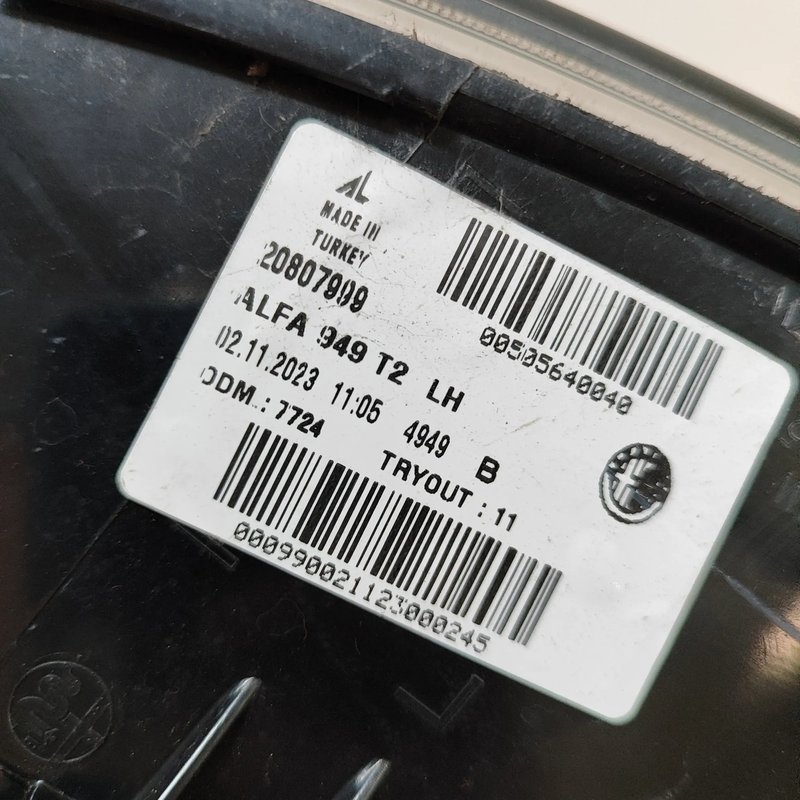 AL
MADE IN
TURKEY
20807999
ALFA 949 T2 LH
02.11.2023 11:05 4949 B
ODM.: 7724 TRYOUT : 11
00505640040
000990021123000245